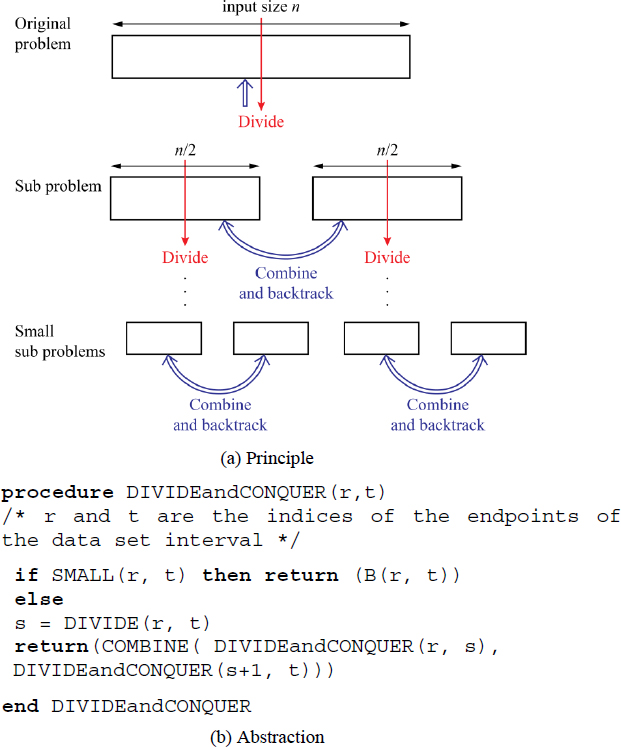 input size n
Original
problem
Divide
n/2
n/2
Sub problem
Divide
Divide
Combine
and backtrack
Small
sub problems
Combine
and backtrack
Combine
and backtrack
(a) Principle
procedure DIVIDEandCONQUER(r,t)
/* r and t are the indices of the endpoints of
the data set interval */
if SMALL(r, t) then return (B(r, t))
else
s = DIVIDE(r, t)
return(COMBINE( DIVIDEandCONQUER(r, s),
DIVIDEandCONQUER(s+1, t)))
end DIVIDEandCONQUER
(b) Abstraction